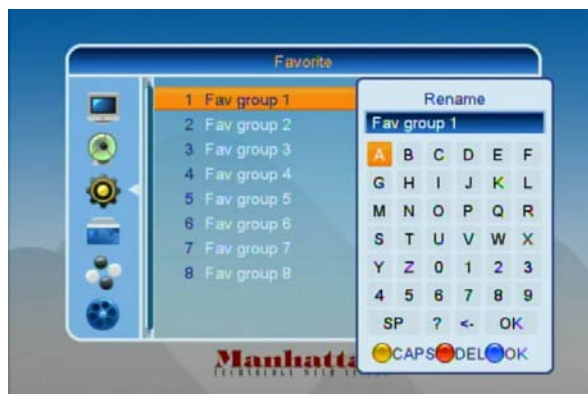 Favorite
1 Fav group 1
2 Fav group 2
3 Fav group 3
4 Fav group 4
5 Fav group 5
6 Fav group 6
7 Fav group 7
8 Fav group 8
Rename
Fav group 1
A B C D E F
G H I J K L
M N O P Q R
S T U V W X
Y Z 0 1 2 3
4 5 6 7 8 9
SP ? <- OK
CAPS DEL OK
Manhatta